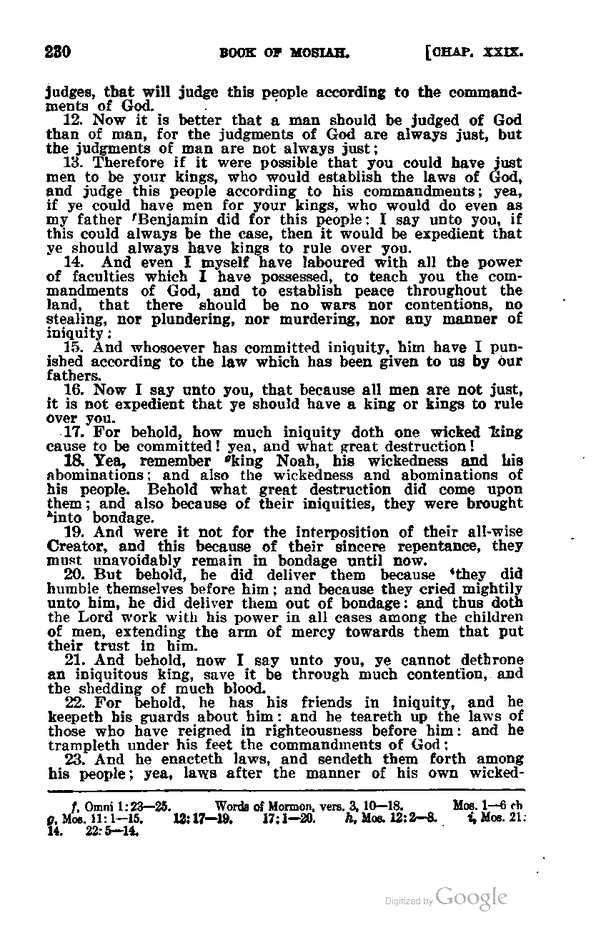 230 BOOK OF MOSIAH. [CHAP. XXIX.
judges, that will judge this people according to the command-
ments of God.
12. Now it is better that a man should be judged of God
than of man, for the judgments of God are always just, but
the judgments of man are not always just;
13. Therefore if it were possible that you could have just
men to be your kings, who would establish the laws of God,
and judge this people according to his commandments; yea,
if ye could have men for your kings, who would do even as
my father fBenjamin did for this people: I say unto you, if
this could always be the case, then it would be expedient that
ye should always have kings to rule over you.
14. And even I myself have laboured with all the power
of faculties which I have possessed, to teach you the com-
mandments of God, and to establish peace throughout the
land, that there should be no wars nor contentions, no
stealing, nor plundering, nor murdering, nor any manner of
iniquity:
15. And whosoever has committed iniquity, him have I pun-
ished according to the law which has been given to us by our
fathers.
16. Now I say unto you, that because all men are not just,
it is not expedient that ye should have a king or kings to rule
over you.
17. For behold, how much iniquity doth one wicked king
cause to be committed! yea, and what great destruction!
18. Yea, remember gking Noah, his wickedness and his
abominations; and also the wickedness and abominations of
his people. Behold what great destruction did come upon
them; and also because of their iniquities, they were brought
hinto bondage.
19. And were it not for the interposition of their all-wise
Creator, and this because of their sincere repentance, they
must unavoidably remain in bondage until now.
20. But behold, he did deliver them because ithey did
humble themselves before him; and because they cried mightily
unto him, he did deliver them out of bondage: and thus doth
the Lord work with his power in all cases among the children
of men, extending the arm of mercy towards them that put
their trust in him.
21. And behold, now I say unto you, ye cannot dethrone
an iniquitous king, save it be through much contention, and
the shedding of much blood.
22. For behold, he has his friends in iniquity, and he
keepeth his guards about him: and he teareth up the laws of
those who have reigned in righteousness before him: and he
trampleth under his feet the commandments of God;
23. And he enacteth laws, and sendeth them forth among
his people; yea, laws after the manner of his own wicked-
f, Omni 1:23—25. Words of Mormon, vers. 3, 10—18. Mos. 1—6 ch
g, Mos. 11:1—15. 12:17—19. 17:1—20. h, Mos. 12:2—8. i, Mos. 21:
14. 22:5—14.
Digitized by Google